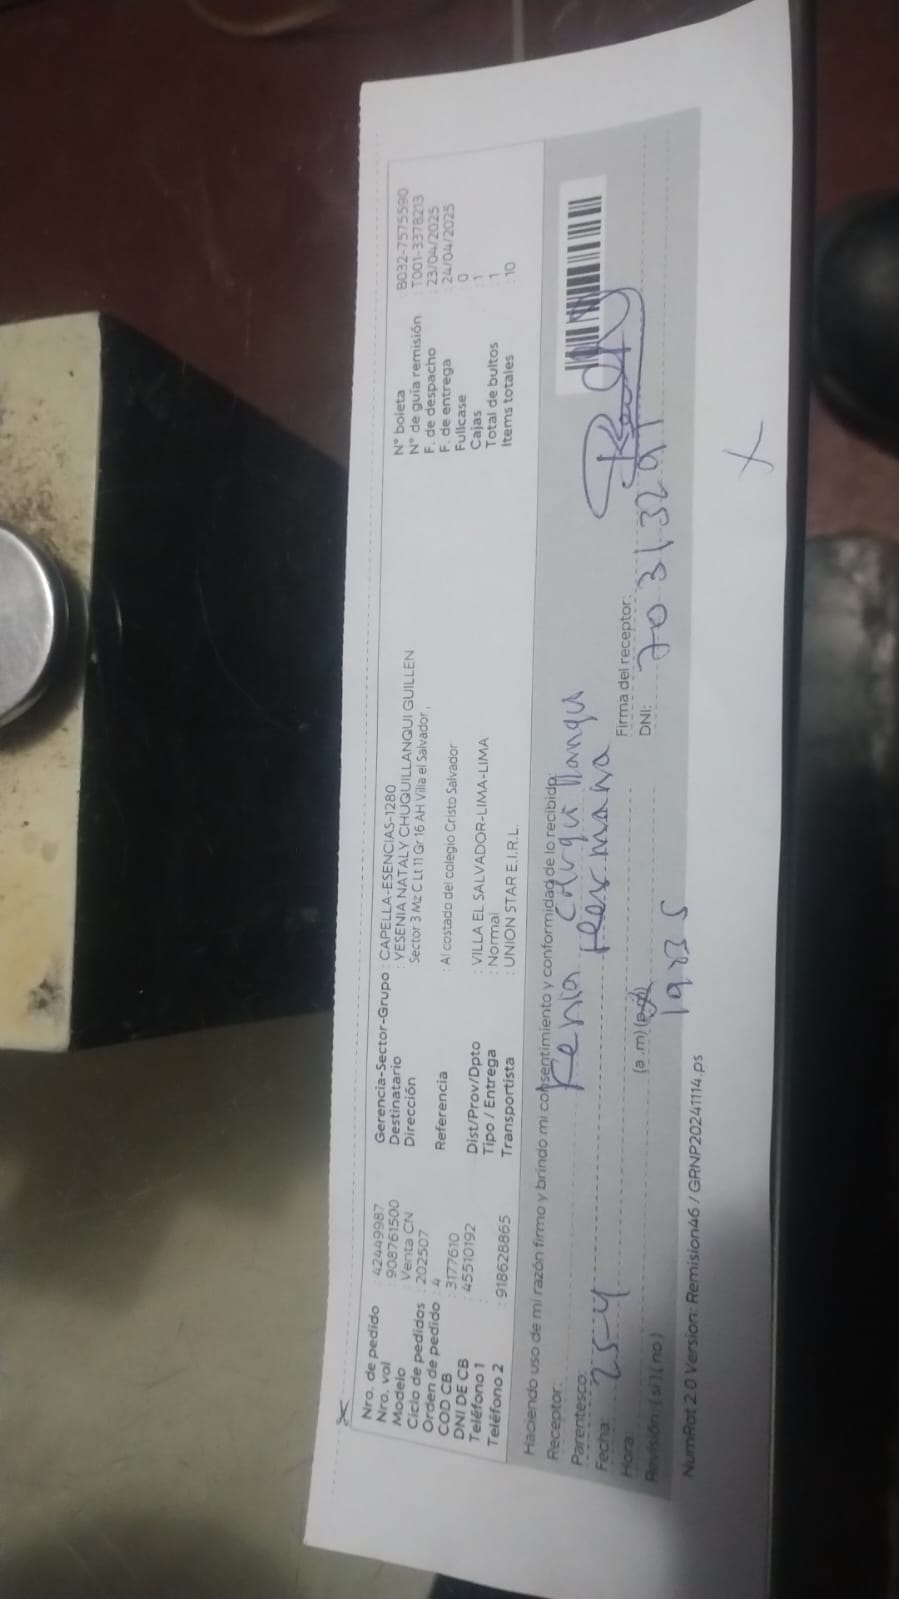 Nro. de pedido : 42449987
Nro. vol : 908761500
Modelo : Venta CN
Ciclo de pedidos : 202507
Orden de pedido : 4
COD CB : 3177610
DNI DE CB : 45510192
Teléfono 1 :
Teléfono 2 : 918628865
Gerencia-Sector-Grupo : CAPELLA-ESENCIAS-1280
Destinatario : YESENIA NATALY CHUQUILLANQUI GUILLEN
Dirección Sector 3 Mz C Lt 11 Gr 16 AH Villa el Salvador,
Referencia : Al costado del colegio Cristo Salvador
Dist/Prov/Dpto : VILLA EL SALVADOR-LIMA-LIMA
Tipo / Entrega : Normal
Transportista : UNION STAR E.I.R.L.
N° boleta : B032-7575590
N° de guia remisión : T001-3378213
F. de despacho : 23/04/2025
F. de entrega : 24/04/2025
Fullcase : 0
Cajas : 1
Total de bultos : 1
Items totales : 10
Haciendo uso de mi razón firmo y brindo mi consentimiento y conformidad de lo recibido:
Receptor: Kenia
Parentesco: Hermana
Fecha: 25-4
Hora: (a.m)
Revisión: ( si ) ( no )
Firma del receptor:
DNI: 70313291
NumRot 2.0 Version: Remision46 / GRNP20241114.ps
X